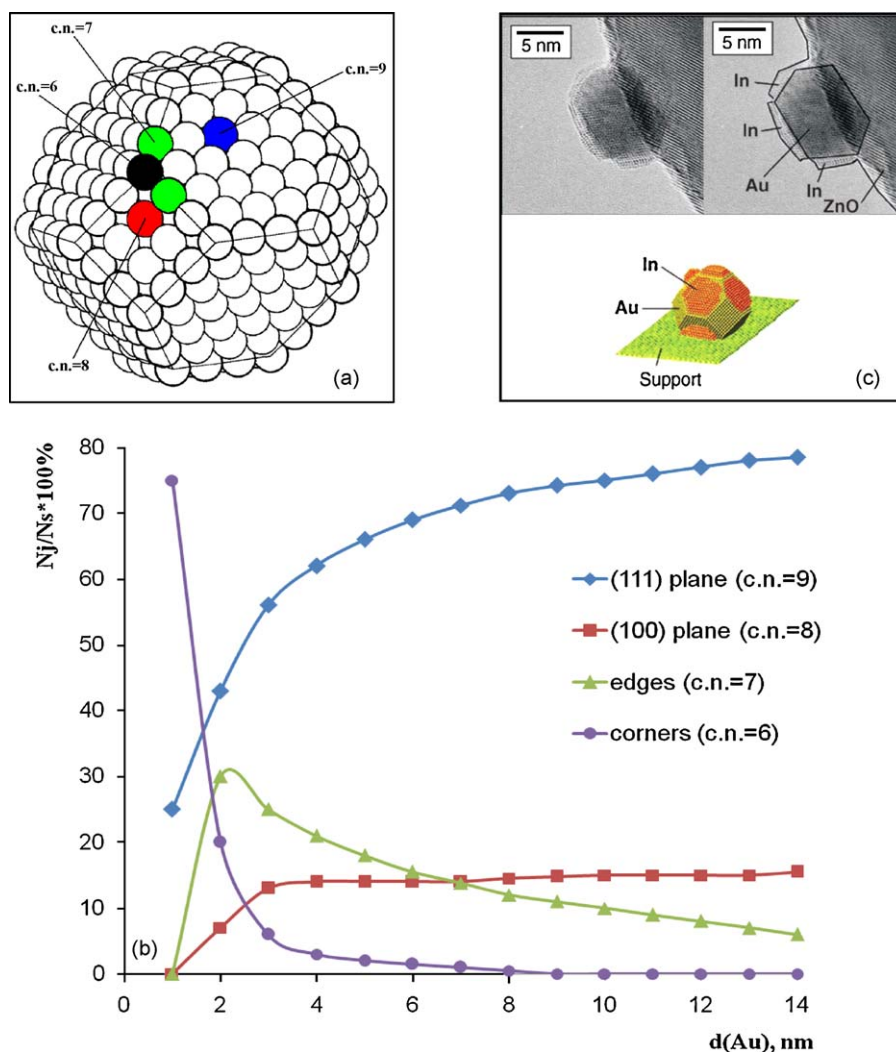 c.n.=7
c.n.=9
c.n.=6
c.n.=8
(a)
5 nm
5 nm
In
In
Au
In
ZnO
In
Au
Support
(c)
Nj/Ns*100%
80
70
60
50
40
30
20
10
0
(111) plane (c.n.=9)
(100) plane (c.n.=8)
edges (c.n.=7)
corners (c.n.=6)
(b)
0 2 4 6 8 10 12 14
d(Au), nm